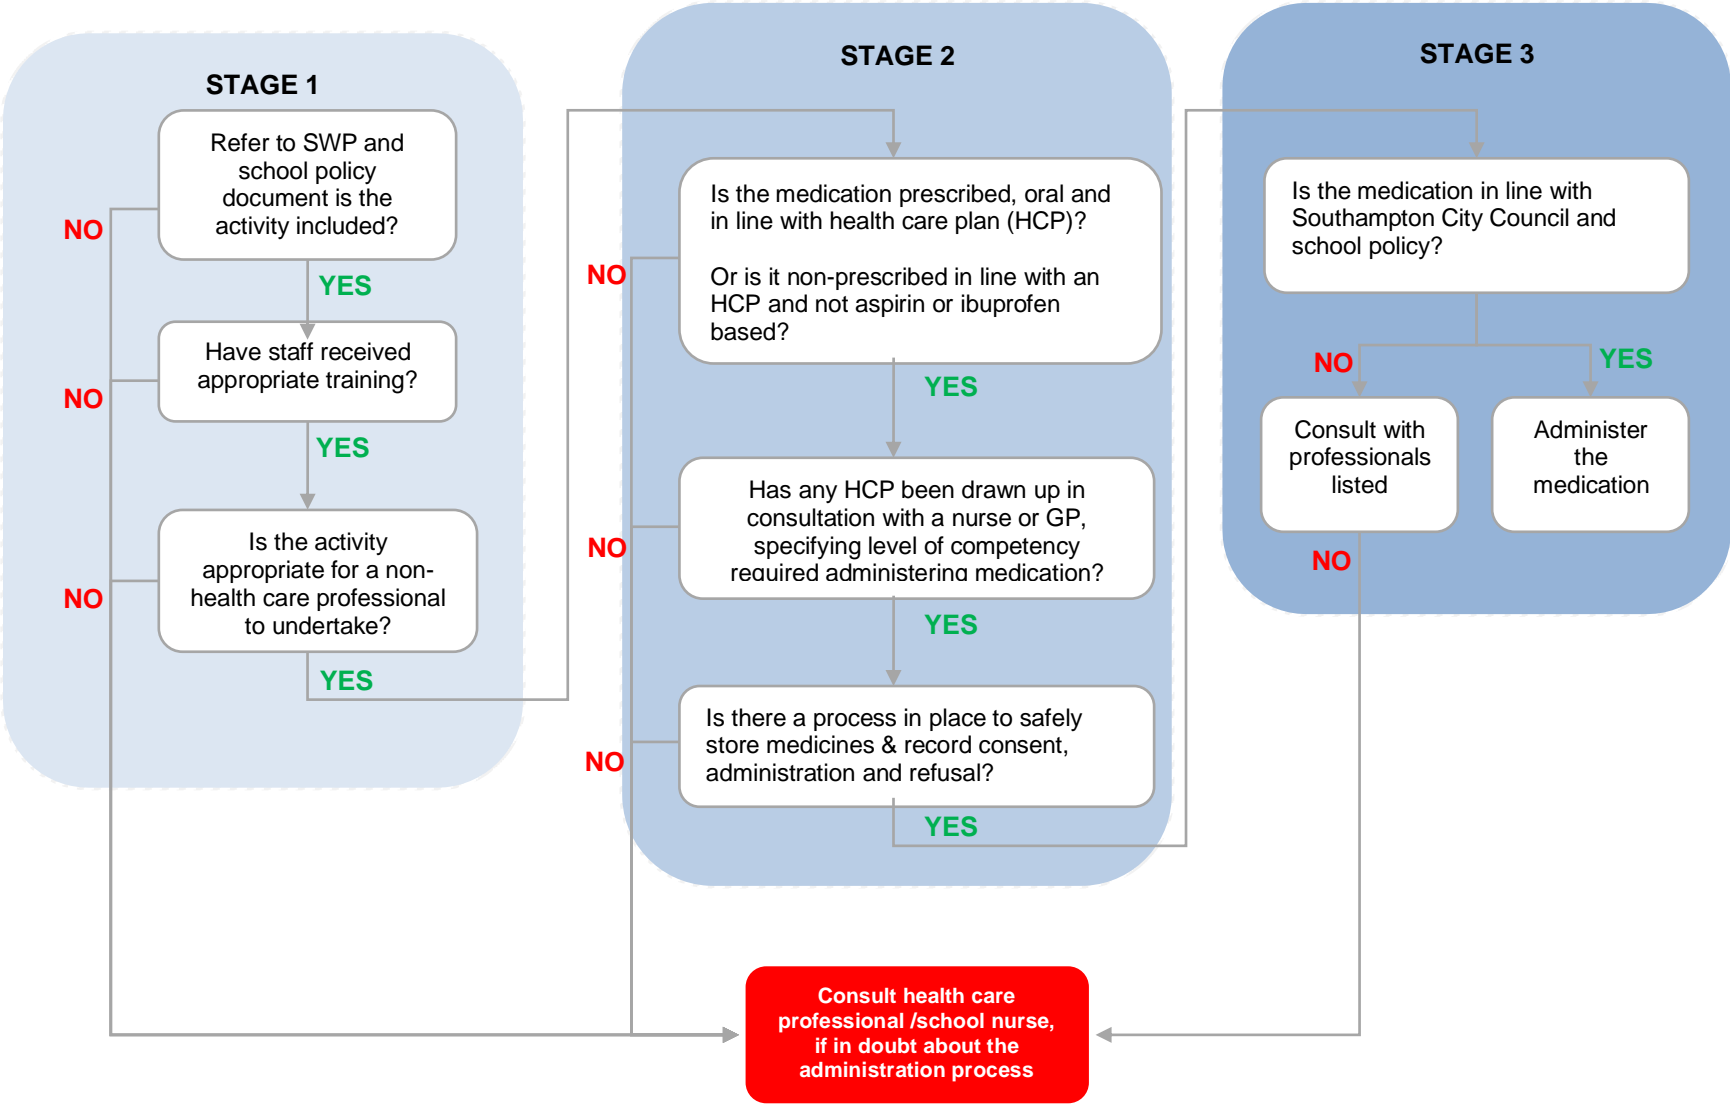 STAGE 1
Refer to SWP and
school policy
document is the
activity included?
NO
YES
Have staff received
appropriate training?
NO
YES
Is the activity
appropriate for a non-
health care professional
to undertake?
NO
YES
STAGE 2
Is the medication prescribed, oral and
in line with health care plan (HCP)?
Or is it non-prescribed in line with an
HCP and not aspirin or ibuprofen
based?
NO
YES
Has any HCP been drawn up in
consultation with a nurse or GP,
specifying level of competency
required administering medication?
NO
YES
Is there a process in place to safely
store medicines & record consent,
administration and refusal?
NO
YES
STAGE 3
Is the medication in line with
Southampton City Council and
school policy?
NO
YES
Consult with
professionals
listed
Administer
the
medication
NO
Consult health care
professional /school nurse,
if in doubt about the
administration process